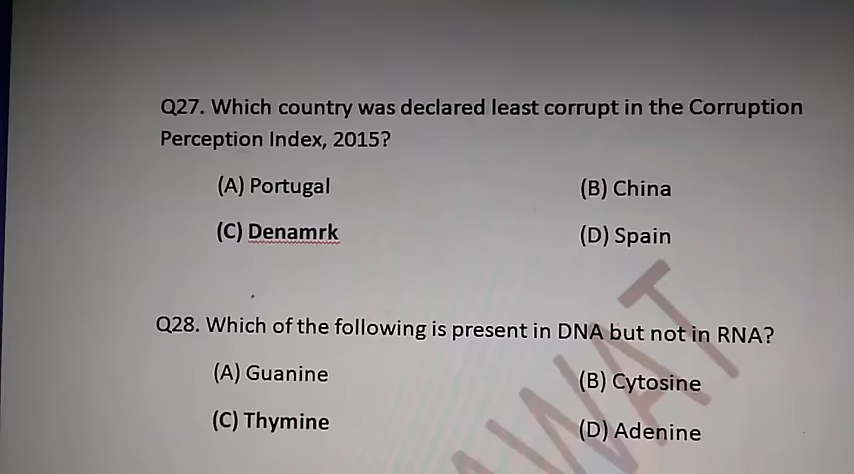 Q27. Which country was declared least corrupt in the Corruption
Perception Index, 2015?
(A) Portugal
(B) China
(C) Denamrk
(D) Spain
Q28. Which of the following is present in DNA but not in RNA?
(A) Guanine
(B) Cytosine
(C) Thymine
(D) Adenine
AWAT